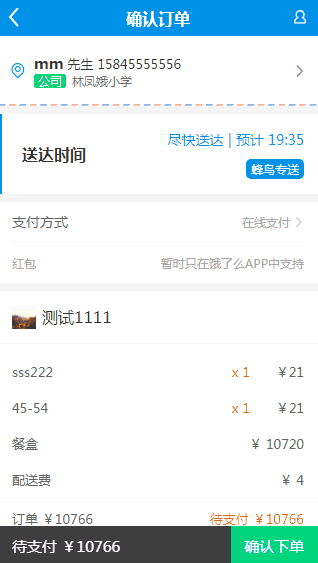 确认订单
mm 先生 15845555556
公司 林凤娥小学
送达时间
尽快送达 | 预计 19:35
蜂鸟专送
支付方式 在线支付
红包 暂时只在饿了么APP中支持
测试1111
sss222 x 1 ￥21
45-54 x 1 ￥21
餐盒 ￥ 10720
配送费 ￥ 4
订单 ￥10766 待支付 ￥10766
待支付 ￥10766 确认下单